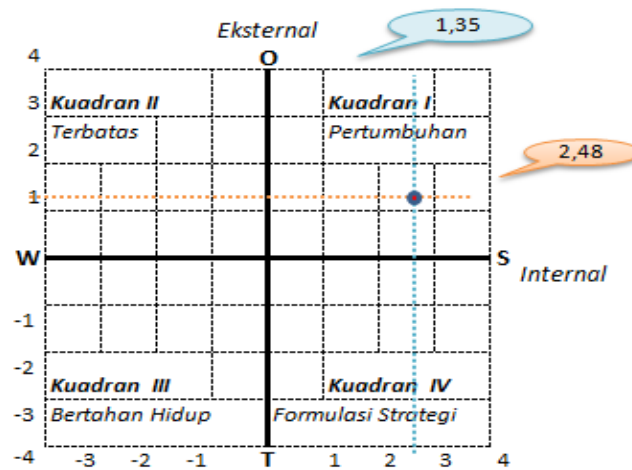 Eksternal
1,35
4
O
3
Kuadran II
Kuadran I
Terbatas
Pertumbuhan
2
2,48
1
W
S
Internal
-1
-2
Kuadran III
Kuadran IV
-3
Bertahan Hidup
Formulasi Strategi
-4
-3
-2
-1
T
1
2
3
4